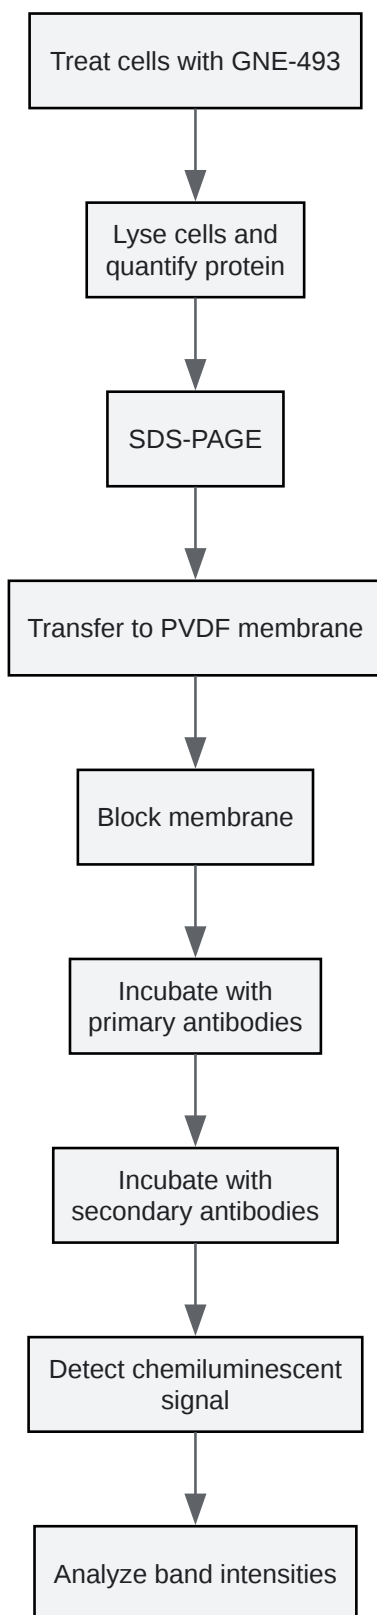 Treat cells with GNE-493
Lyse cells and
quantify protein
SDS-PAGE
Transfer to PVDF membrane
Block membrane
Incubate with
primary antibodies
Incubate with
secondary antibodies
Detect chemiluminescent
signal
Analyze band intensities